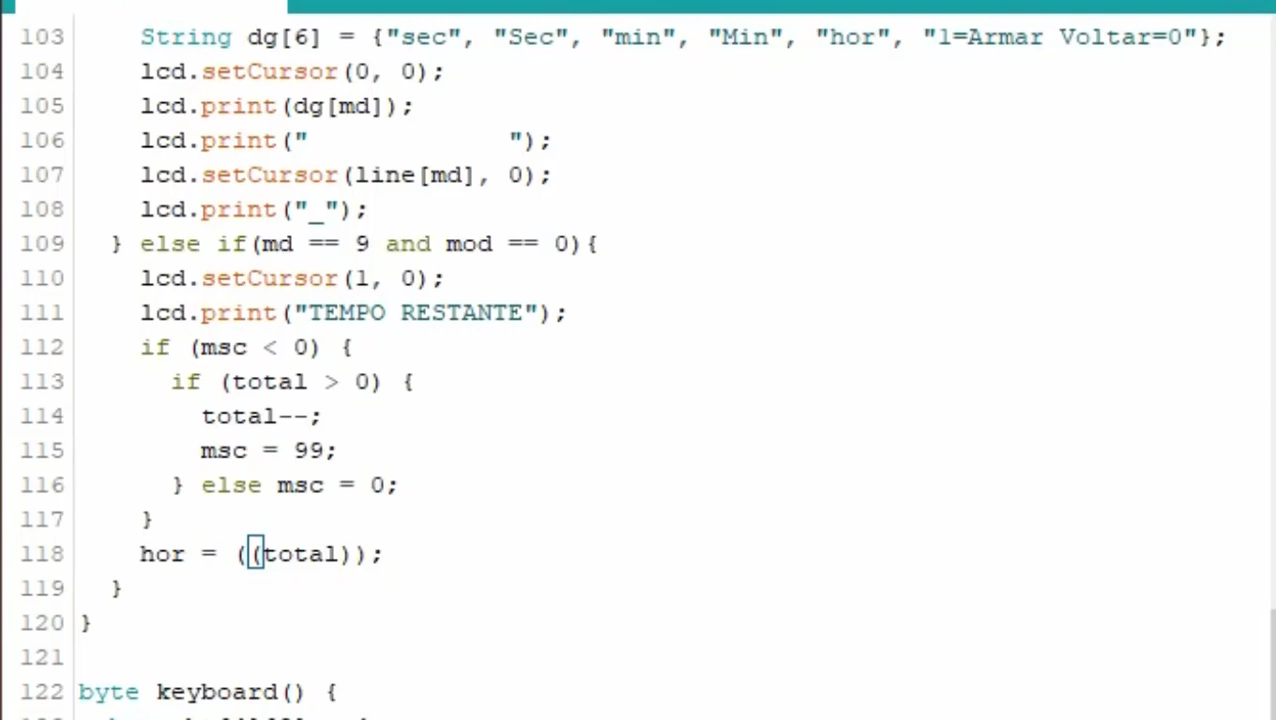 103 String dg[6] = {"sec", "Sec", "min", "Min", "hor", "1=Armar Voltar=0"};
104 lcd.setCursor(0, 0);
105 lcd.print(dg[md]);
106 lcd.print("             ");
107 lcd.setCursor(line[md], 0);
108 lcd.print("_");
109 } else if(md == 9 and mod == 0){
110 lcd.setCursor(1, 0);
111 lcd.print("TEMPO RESTANTE");
112 if (msc < 0) {
113 if (total > 0) {
114 total--;
115 msc = 99;
116 } else msc = 0;
117 }
118 hor = ((total));
119 }
120 }
121
122 byte keyboard() {